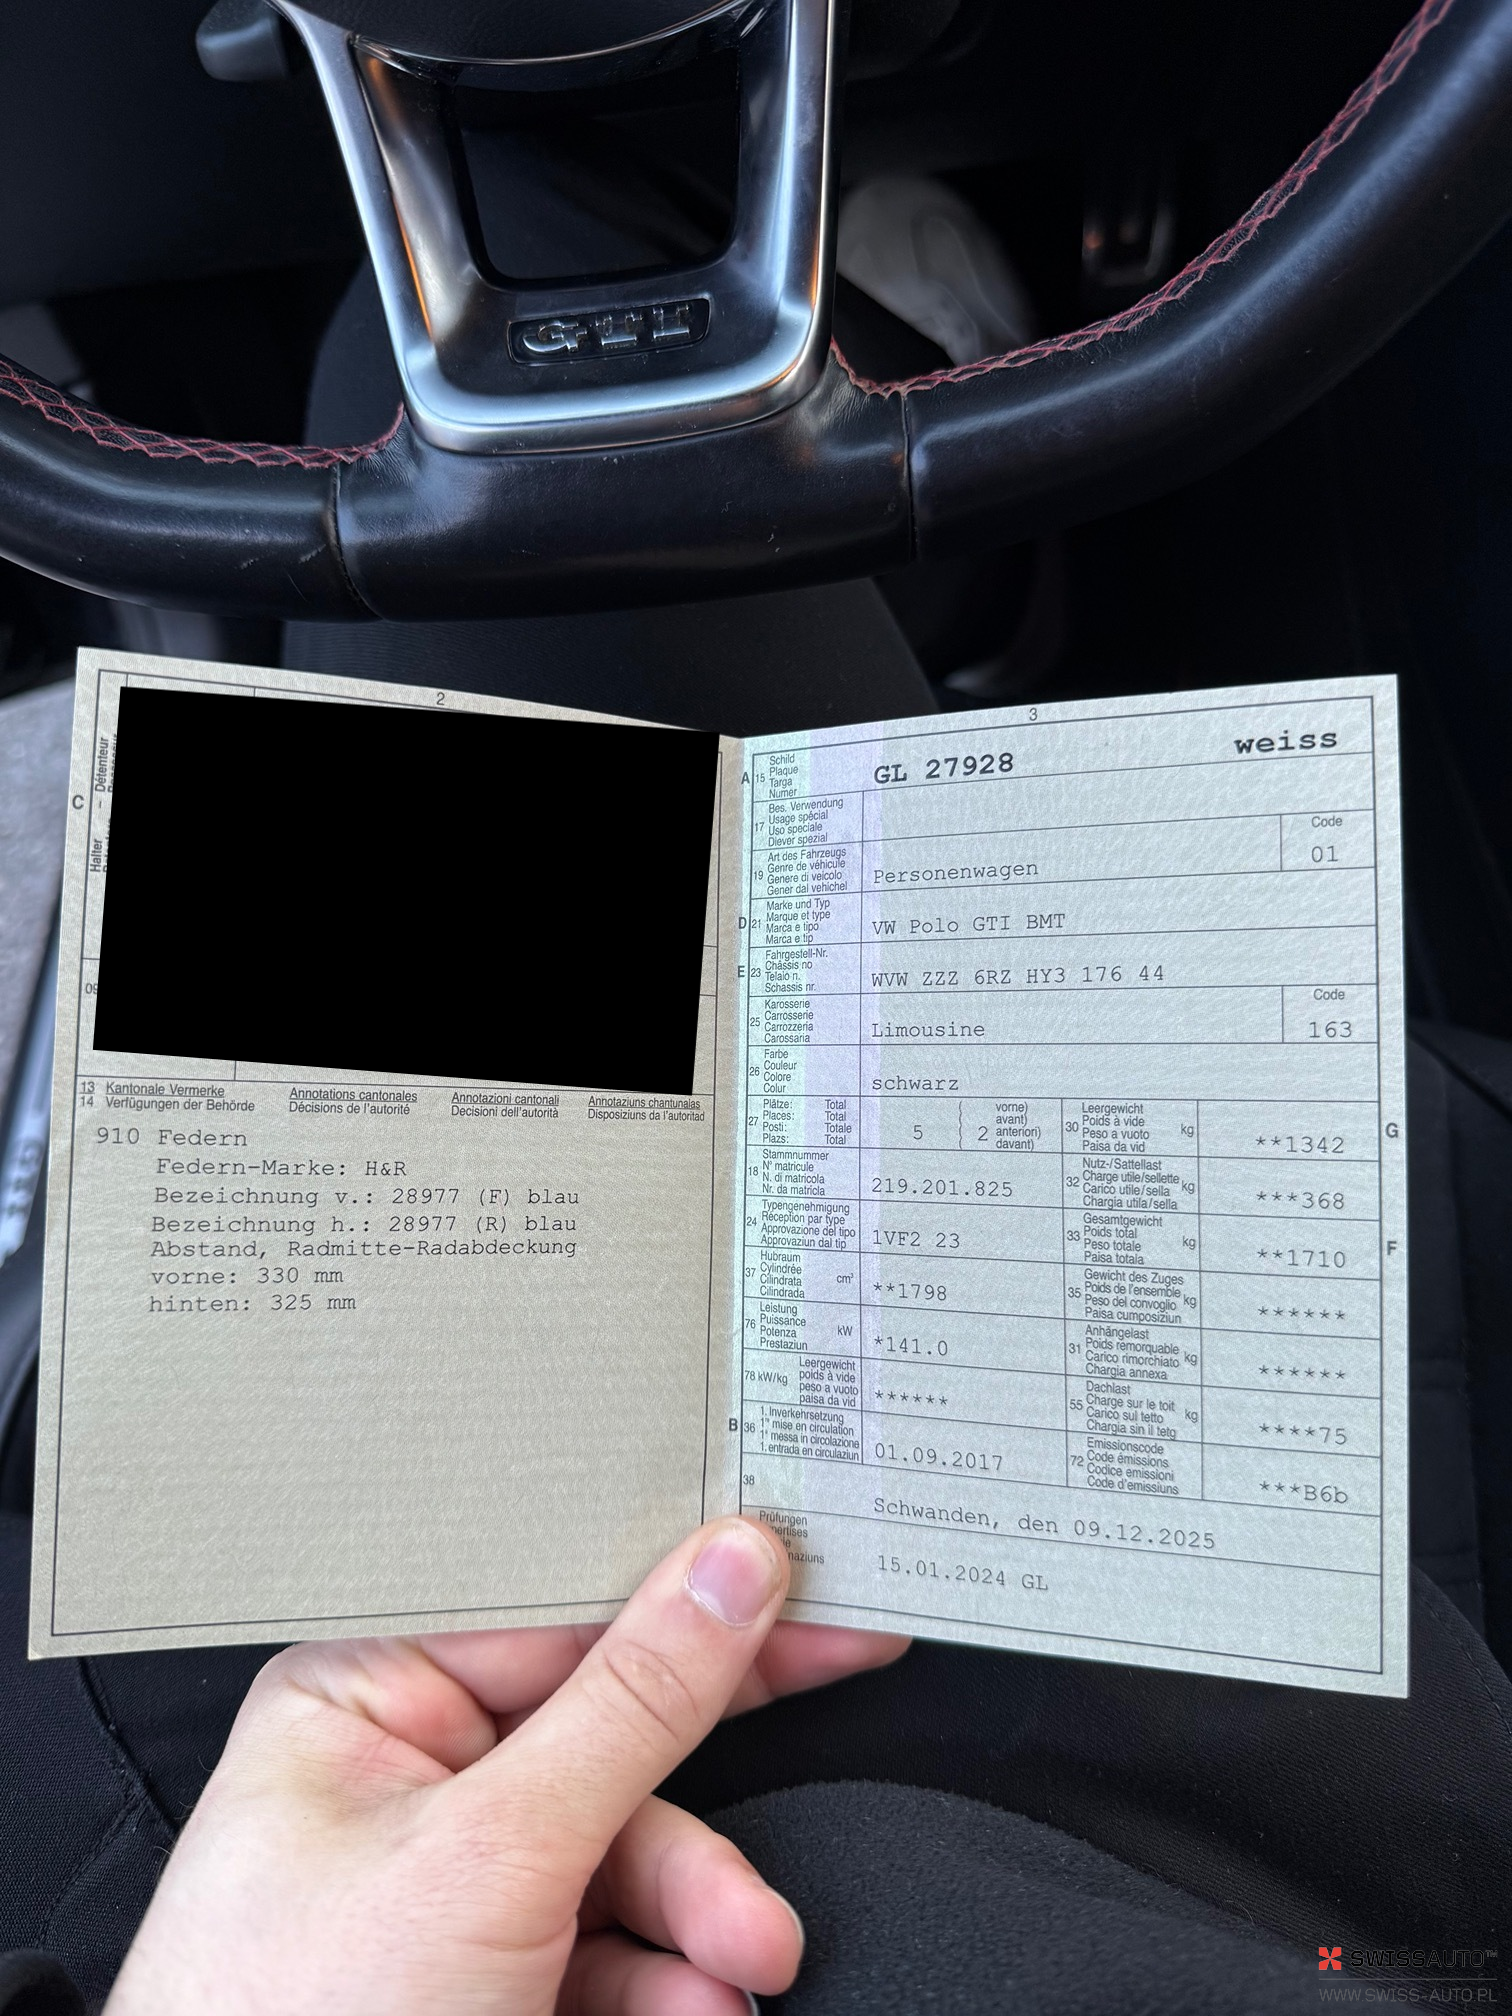 GTI
2
C
Halter – Détenteur
09
13 Kantonale Vermerke Annotations cantonales Annotazioni cantonali Annotaziuns chantunalas
14 Verfügungen der Behörde Décisions de l'autorité Decisioni dell'autorità Disposiziuns da l'autoritad
910 Federn
Federn-Marke: H&R
Bezeichnung v.: 28977 (F) blau
Bezeichnung h.: 28977 (R) blau
Abstand, Radmitte-Radabdeckung
vorne: 330 mm
hinten: 325 mm
3
A 15 Schild
Plaque
Targa
Numer
GL 27928 weiss
17 Bes. Verwendung
Usage spécial
Uso speciale
Diever spezial
19 Art des Fahrzeugs
Genre de véhicule
Genere di veicolo
Gener dal vehichel
Personenwagen
Code
01
D 21 Marke und Typ
Marque et type
Marca e tipo
Marca e tip
VW Polo GTI BMT
E 23 Fahrgestell-Nr.
Châssis no
Telaio n.
Schassis nr.
WVW ZZZ 6RZ HY3 176 44
25 Karosserie
Carrosserie
Carrozzeria
Carossaria
Limousine
Code
163
26 Farbe
Couleur
Colore
Colur
schwarz
27 Plätze: Total
Places: Total
Posti: Totale
Plazs: Total
5 ( 2 vorne)
avant)
anteriori)
davant)
30 Leergewicht
Poids à vide
Peso a vuoto
Paisa da vid
kg
**1342
G
18 Stammnummer
N° matricule
N. di matricola
Nr. da matricla
219.201.825
32 Nutz-/Sattellast
Charge utile/sellette
Carico utile/sella
Chargia utila/sella
kg
***368
24 Typengenehmigung
Réception par type
Approvazione del tipo
Approvaziun dal tip
1VF2 23
33 Gesamtgewicht
Poids total
Peso totale
Paisa totala
kg
**1710
F
37 Hubraum
Cylindrée
Cilindrata
Cilindrada
cm³
**1798
35 Gewicht des Zuges
Poids de l'ensemble
Peso del convoglio
Paisa cumposiziun
kg
******
76 Leistung
Puissance
Potenza
Prestaziun
kW
*141.0
31 Anhängelast
Poids remorquable
Carico rimorchiato
Chargia annexa
kg
******
78 kW/kg Leergewicht
poids à vide
peso a vuoto
paisa da vid
******
55 Dachlast
Charge sur le toit
Carico sul tetto
Chargia sin il tetg
kg
****75
B 36 1. Inverkehrsetzung
1re mise en circulation
1a messa in circolazione
1. entrada en circulaziun
01.09.2017
72 Emissionscode
Code émissions
Codice emissioni
Code d'emissiuns
***B6b
38
Schwanden, den 09.12.2025
Prüfungen
15.01.2024 GL
SWISSAUTO™
WWW.SWISS-AUTO.PL